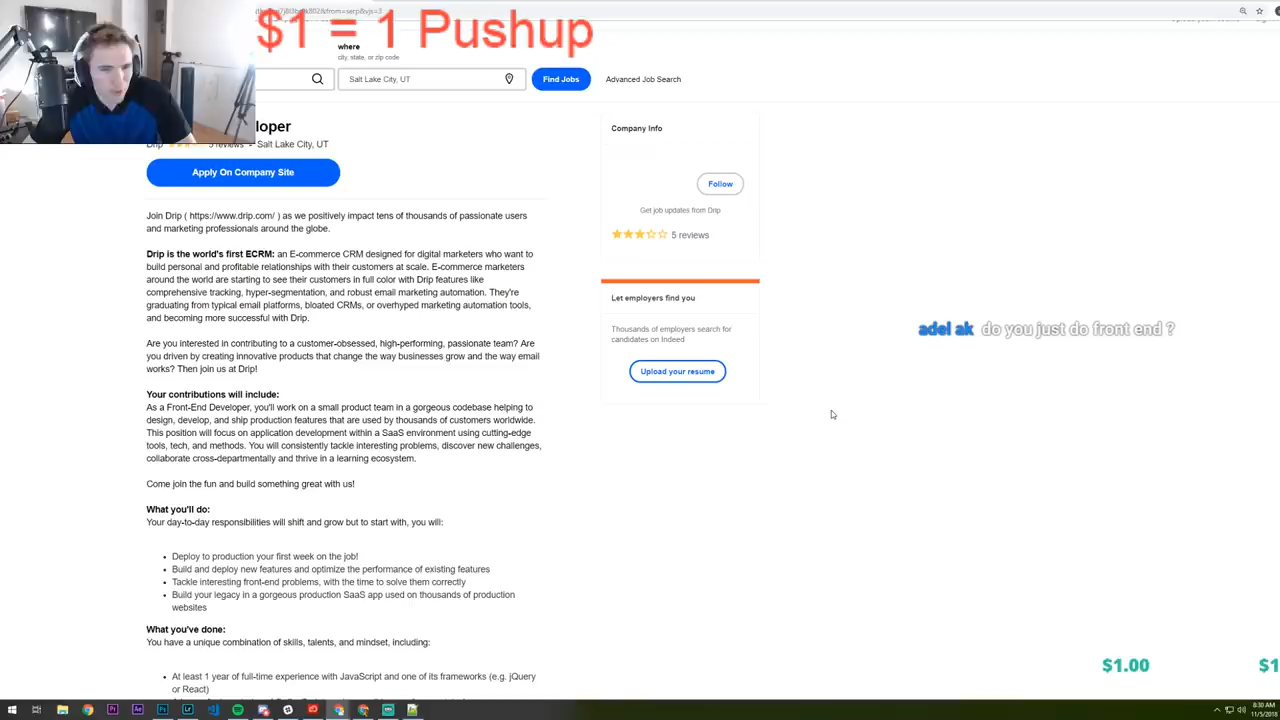 $1 = 1 Pushup
where
city, state, or zip code
Salt Lake City, UT
Find Jobs
Advanced Job Search
loper
Drip
5 reviews - Salt Lake City, UT
Apply On Company Site
Join Drip ( https://www.drip.com/ ) as we positively impact tens of thousands of passionate users
and marketing professionals around the globe.
Drip is the world's first ECRM: an E-commerce CRM designed for digital marketers who want to
build personal and profitable relationships with their customers at scale. E-commerce marketers
around the world are starting to see their customers in full color with Drip features like
comprehensive tracking, hyper-segmentation, and robust email marketing automation. They're
graduating from typical email platforms, bloated CRMs, or overhyped marketing automation tools,
and becoming more successful with Drip.
Are you interested in contributing to a customer-obsessed, high-performing, passionate team? Are
you driven by creating innovative products that change the way businesses grow and the way email
works? Then join us at Drip!
Your contributions will include:
As a Front-End Developer, you'll work on a small product team in a gorgeous codebase helping to
design, develop, and ship production features that are used by thousands of customers worldwide.
This position will focus on application development within a SaaS environment using cutting-edge
tools, tech, and methods. You will consistently tackle interesting problems, discover new challenges,
collaborate cross-departmentally and thrive in a learning ecosystem.
Come join the fun and build something great with us!
What you'll do:
Your day-to-day responsibilities will shift and grow but to start with, you will:
• Deploy to production your first week on the job!
• Build and deploy new features and optimize the performance of existing features
• Tackle interesting front-end problems, with the time to solve them correctly
• Build your legacy in a gorgeous production SaaS app used on thousands of production
websites
What you've done:
You have a unique combination of skills, talents, and mindset, including:
• At least 1 year of full-time experience with JavaScript and one of its frameworks (e.g. jQuery
or React)
Company Info
Follow
Get job updates from Drip
5 reviews
Let employers find you
Thousands of employers search for
candidates on Indeed
Upload your resume
adel ak do you just do front end ?
$1.00
$1
8:30 AM
11/5/2018